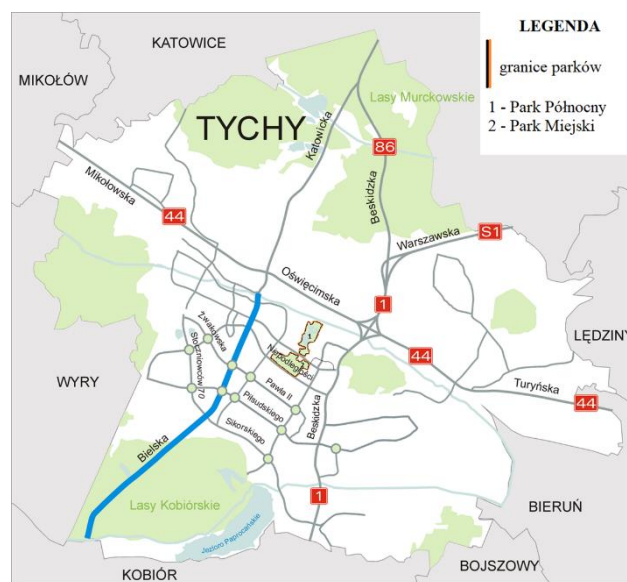 LEGENDA
granice parków
1 - Park Północny
2 - Park Miejski
KATOWICE
MIKOŁÓW
Lasy Murckowskie
TYCHY
Katowicka
86
Mikołowska
Beskidzka
44
Warszawska
S1
Oświęcimska
1
1
LĘDZINY
Żwakowska
Niepodległości
44
Stoczniowców 70
WYRY
Pawła II
Turyńska
44
Piłsudskiego
Beskidzka
Sikorskiego
Bielska
Lasy Kobiórskie
1
BIERUŃ
Jezioro Paprocańskie
BOJSZOWY
KOBIÓR